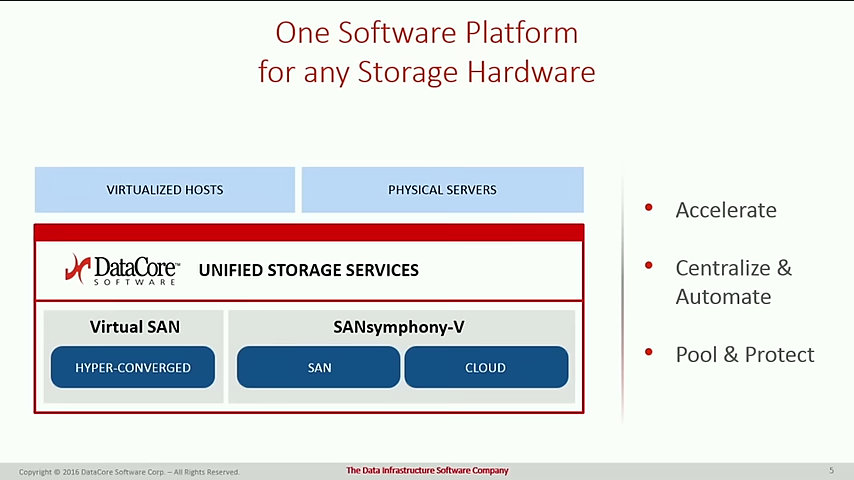 One Software Platform
for any Storage Hardware
VIRTUALIZED HOSTS
PHYSICAL SERVERS
DataCore™
SOFTWARE
UNIFIED STORAGE SERVICES
Virtual SAN
SANsymphony-V
HYPER-CONVERGED
SAN
CLOUD
• Accelerate
• Centralize &
Automate
• Pool & Protect
Copyright © 2016 DataCore Software Corp. – All Rights Reserved.
The Data Infrastructure Software Company
5